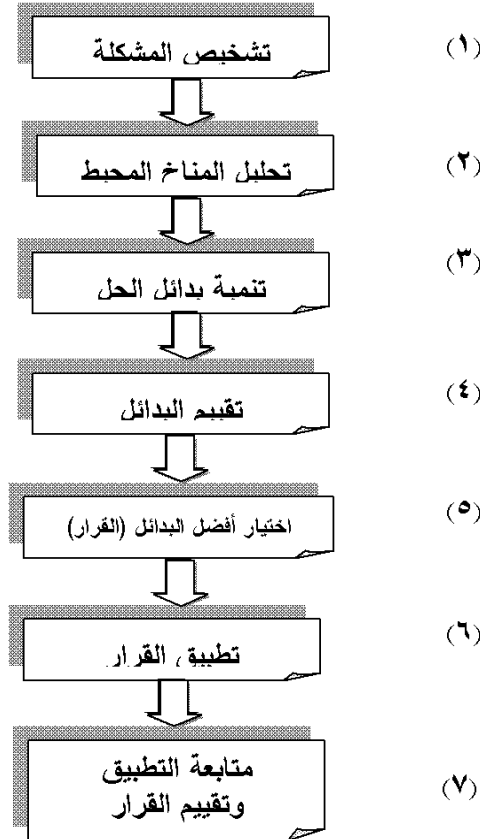 تشخيص المشكلة (١)
تحليل المناخ المحيط (٢)
تنمية بدائل الحل (٣)
تقييم البدائل (٤)
اختيار أفضل البدائل (القرار) (٥)
تطبيق القرار (٦)
متابعة التطبيق
وتقييم القرار (٧)